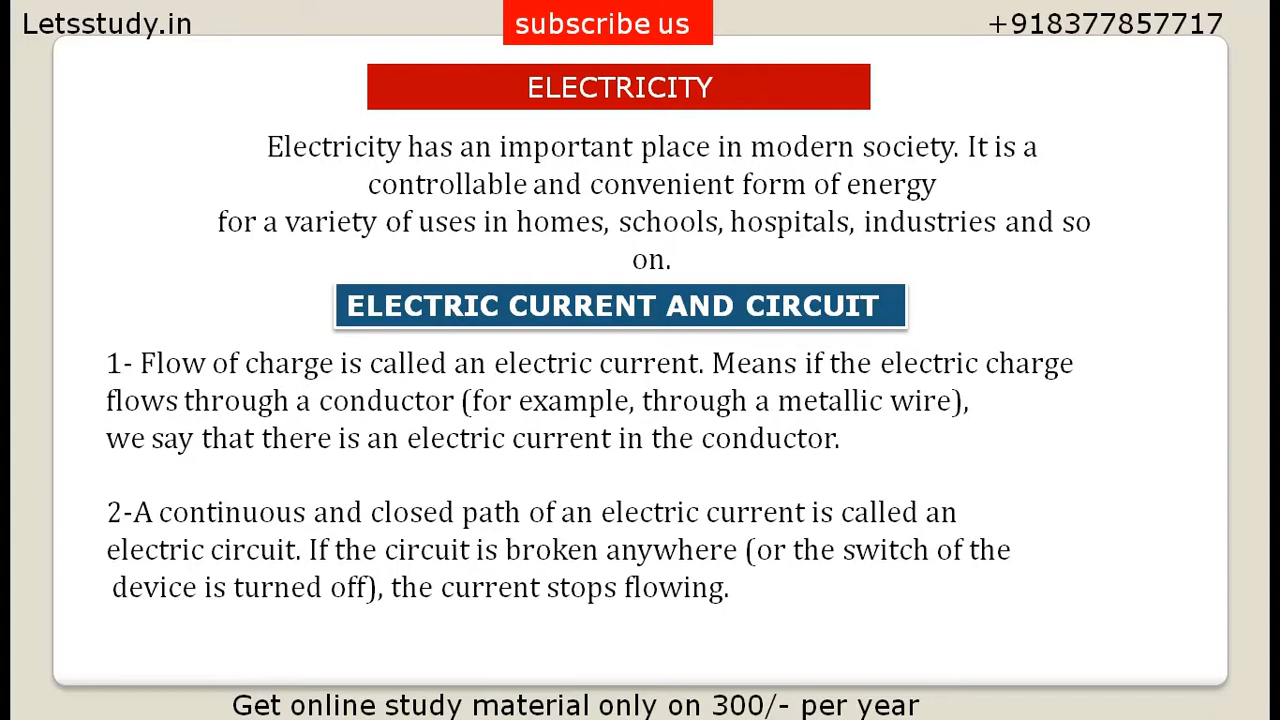 Letsstudy.in
subscribe us
+918377857717
ELECTRICITY
Electricity has an important place in modern society. It is a
controllable and convenient form of energy
for a variety of uses in homes, schools, hospitals, industries and so
on.
ELECTRIC CURRENT AND CIRCUIT
1- Flow of charge is called an electric current. Means if the electric charge
flows through a conductor (for example, through a metallic wire),
we say that there is an electric current in the conductor.
2-A continuous and closed path of an electric current is called an
electric circuit. If the circuit is broken anywhere (or the switch of the
device is turned off), the current stops flowing.
Get online study material only on 300/- per year